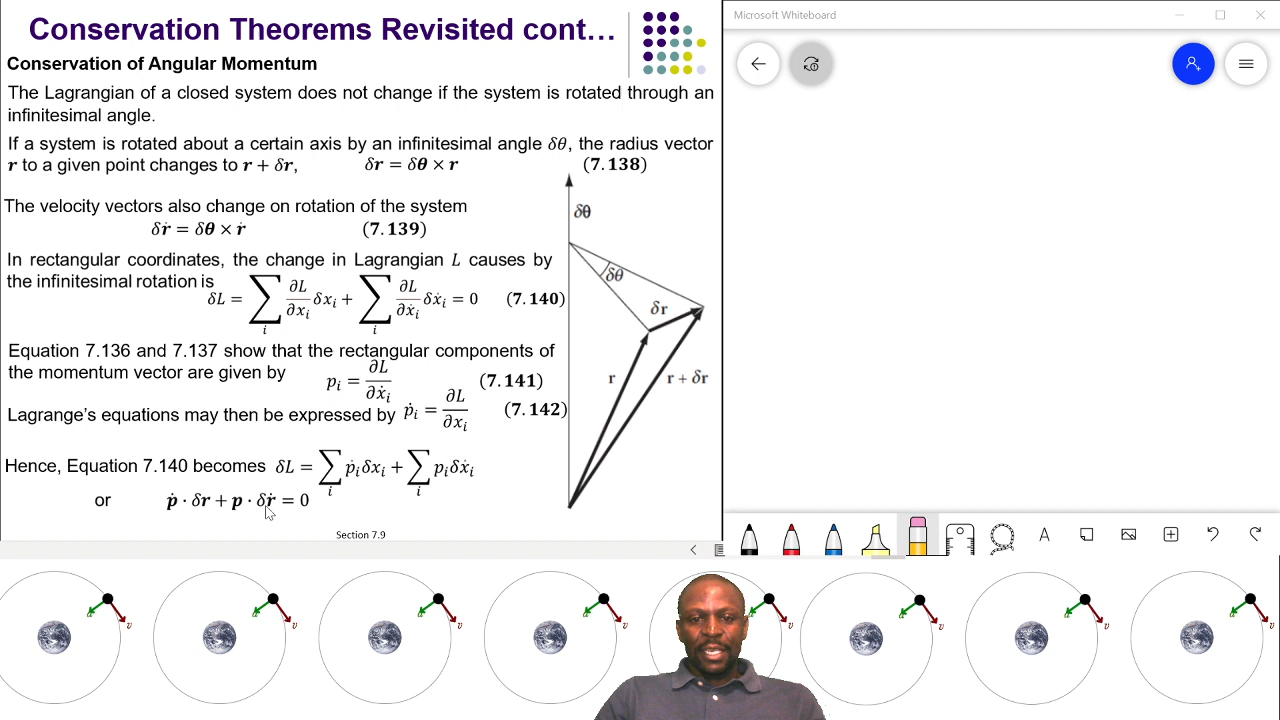 Conservation Theorems Revisited cont…
Conservation of Angular Momentum
The Lagrangian of a closed system does not change if the system is rotated through an
infinitesimal angle.
If a system is rotated about a certain axis by an infinitesimal angle δθ, the radius vector
r to a given point changes to r + δr, δr = δθ × r (7.138)
The velocity vectors also change on rotation of the system
δṙ = δθ × ṙ (7.139)
In rectangular coordinates, the change in Lagrangian L causes by
the infinitesimal rotation is
δL = ∑_i ∂L/∂x_i δx_i + ∑_i ∂L/∂ẋ_i δẋ_i = 0 (7.140)
Equation 7.136 and 7.137 show that the rectangular components of
the momentum vector are given by p_i = ∂L/∂ẋ_i (7.141)
Lagrange's equations may then be expressed by ṗ_i = ∂L/∂x_i (7.142)
Hence, Equation 7.140 becomes δL = ∑_i ṗ_i δx_i + ∑_i p_i δẋ_i
or ṗ · δr + p · δṙ = 0
Section 7.9
δθ
δθ
δr
r
r + δr
Microsoft Whiteboard
A
a v
a v
a v
a v
v
a v
a v
a v